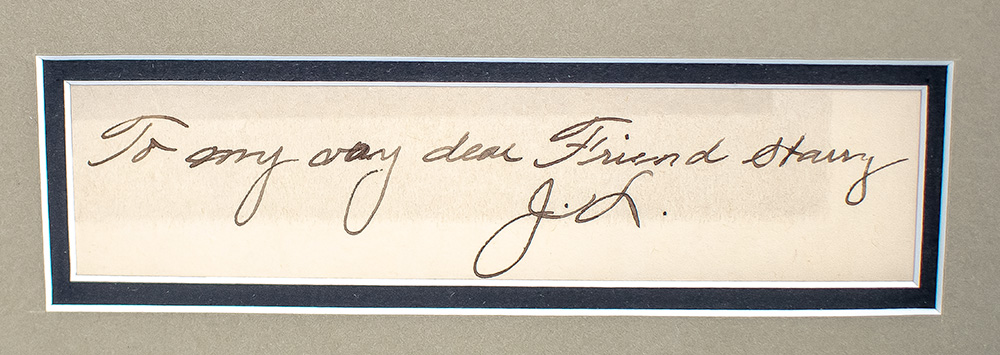 To my very dear Friend Harry
J. L.